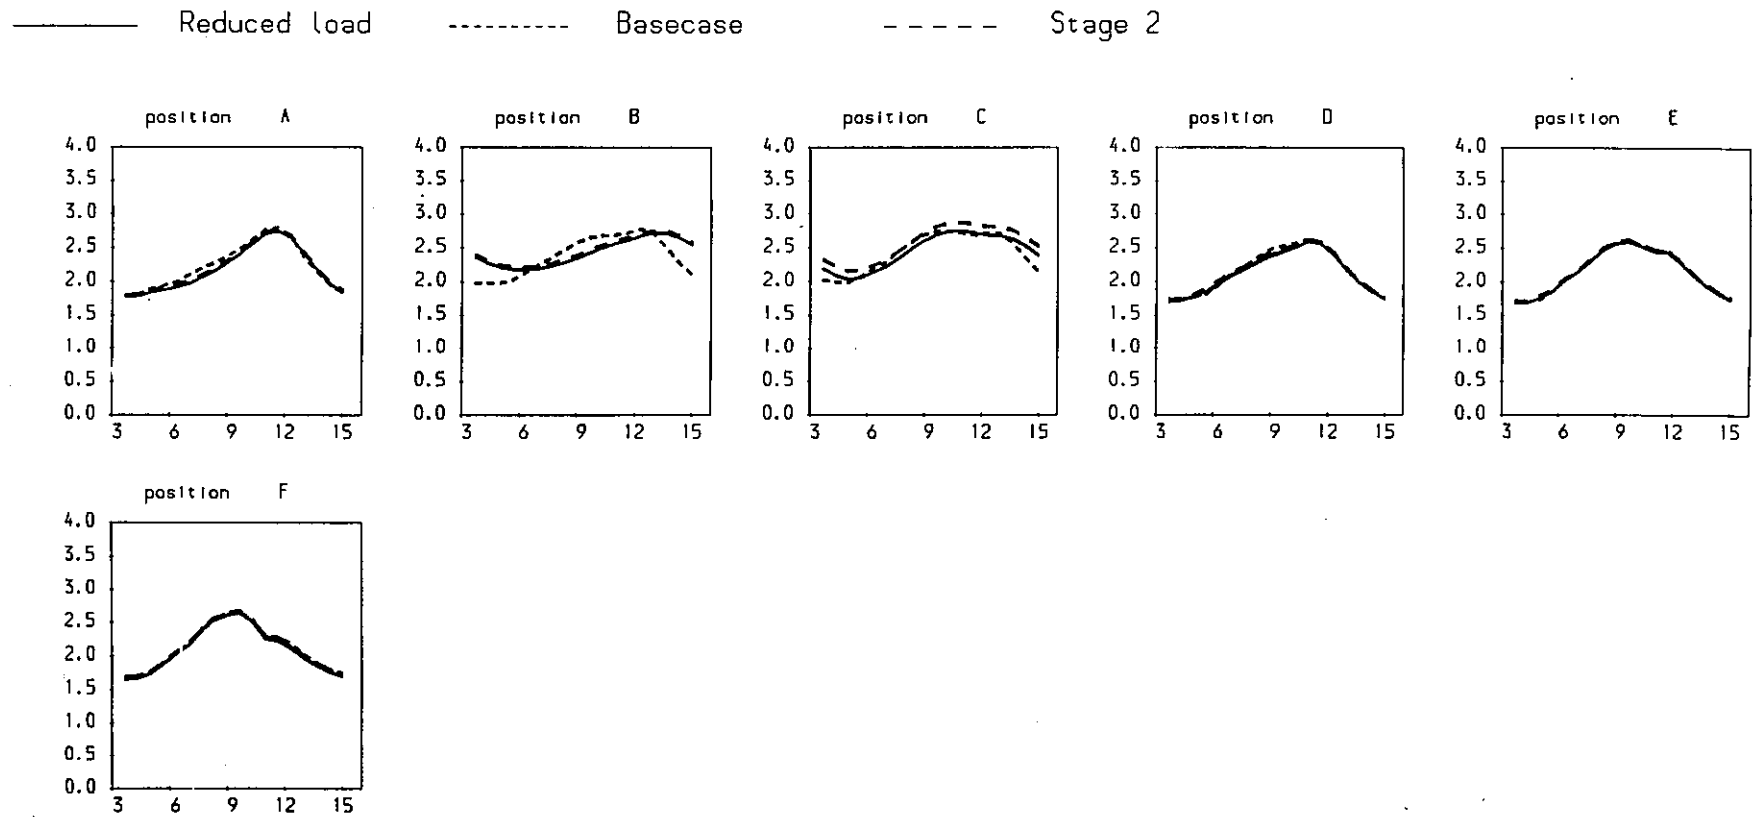 Reduced load Basecase Stage 2
position A position B position C position D position E
4.0 4.0 4.0 4.0 4.0
3.5 3.5 3.5 3.5 3.5
3.0 3.0 3.0 3.0 3.0
2.5 2.5 2.5 2.5 2.5
2.0 2.0 2.0 2.0 2.0
1.5 1.5 1.5 1.5 1.5
1.0 1.0 1.0 1.0 1.0
0.5 0.5 0.5 0.5 0.5
0.0 0.0 0.0 0.0 0.0
3 6 9 12 15 3 6 9 12 15 3 6 9 12 15 3 6 9 12 15 3 6 9 12 15
position F
4.0
3.5
3.0
2.5
2.0
1.5
1.0
0.5
0.0
3 6 9 12 15